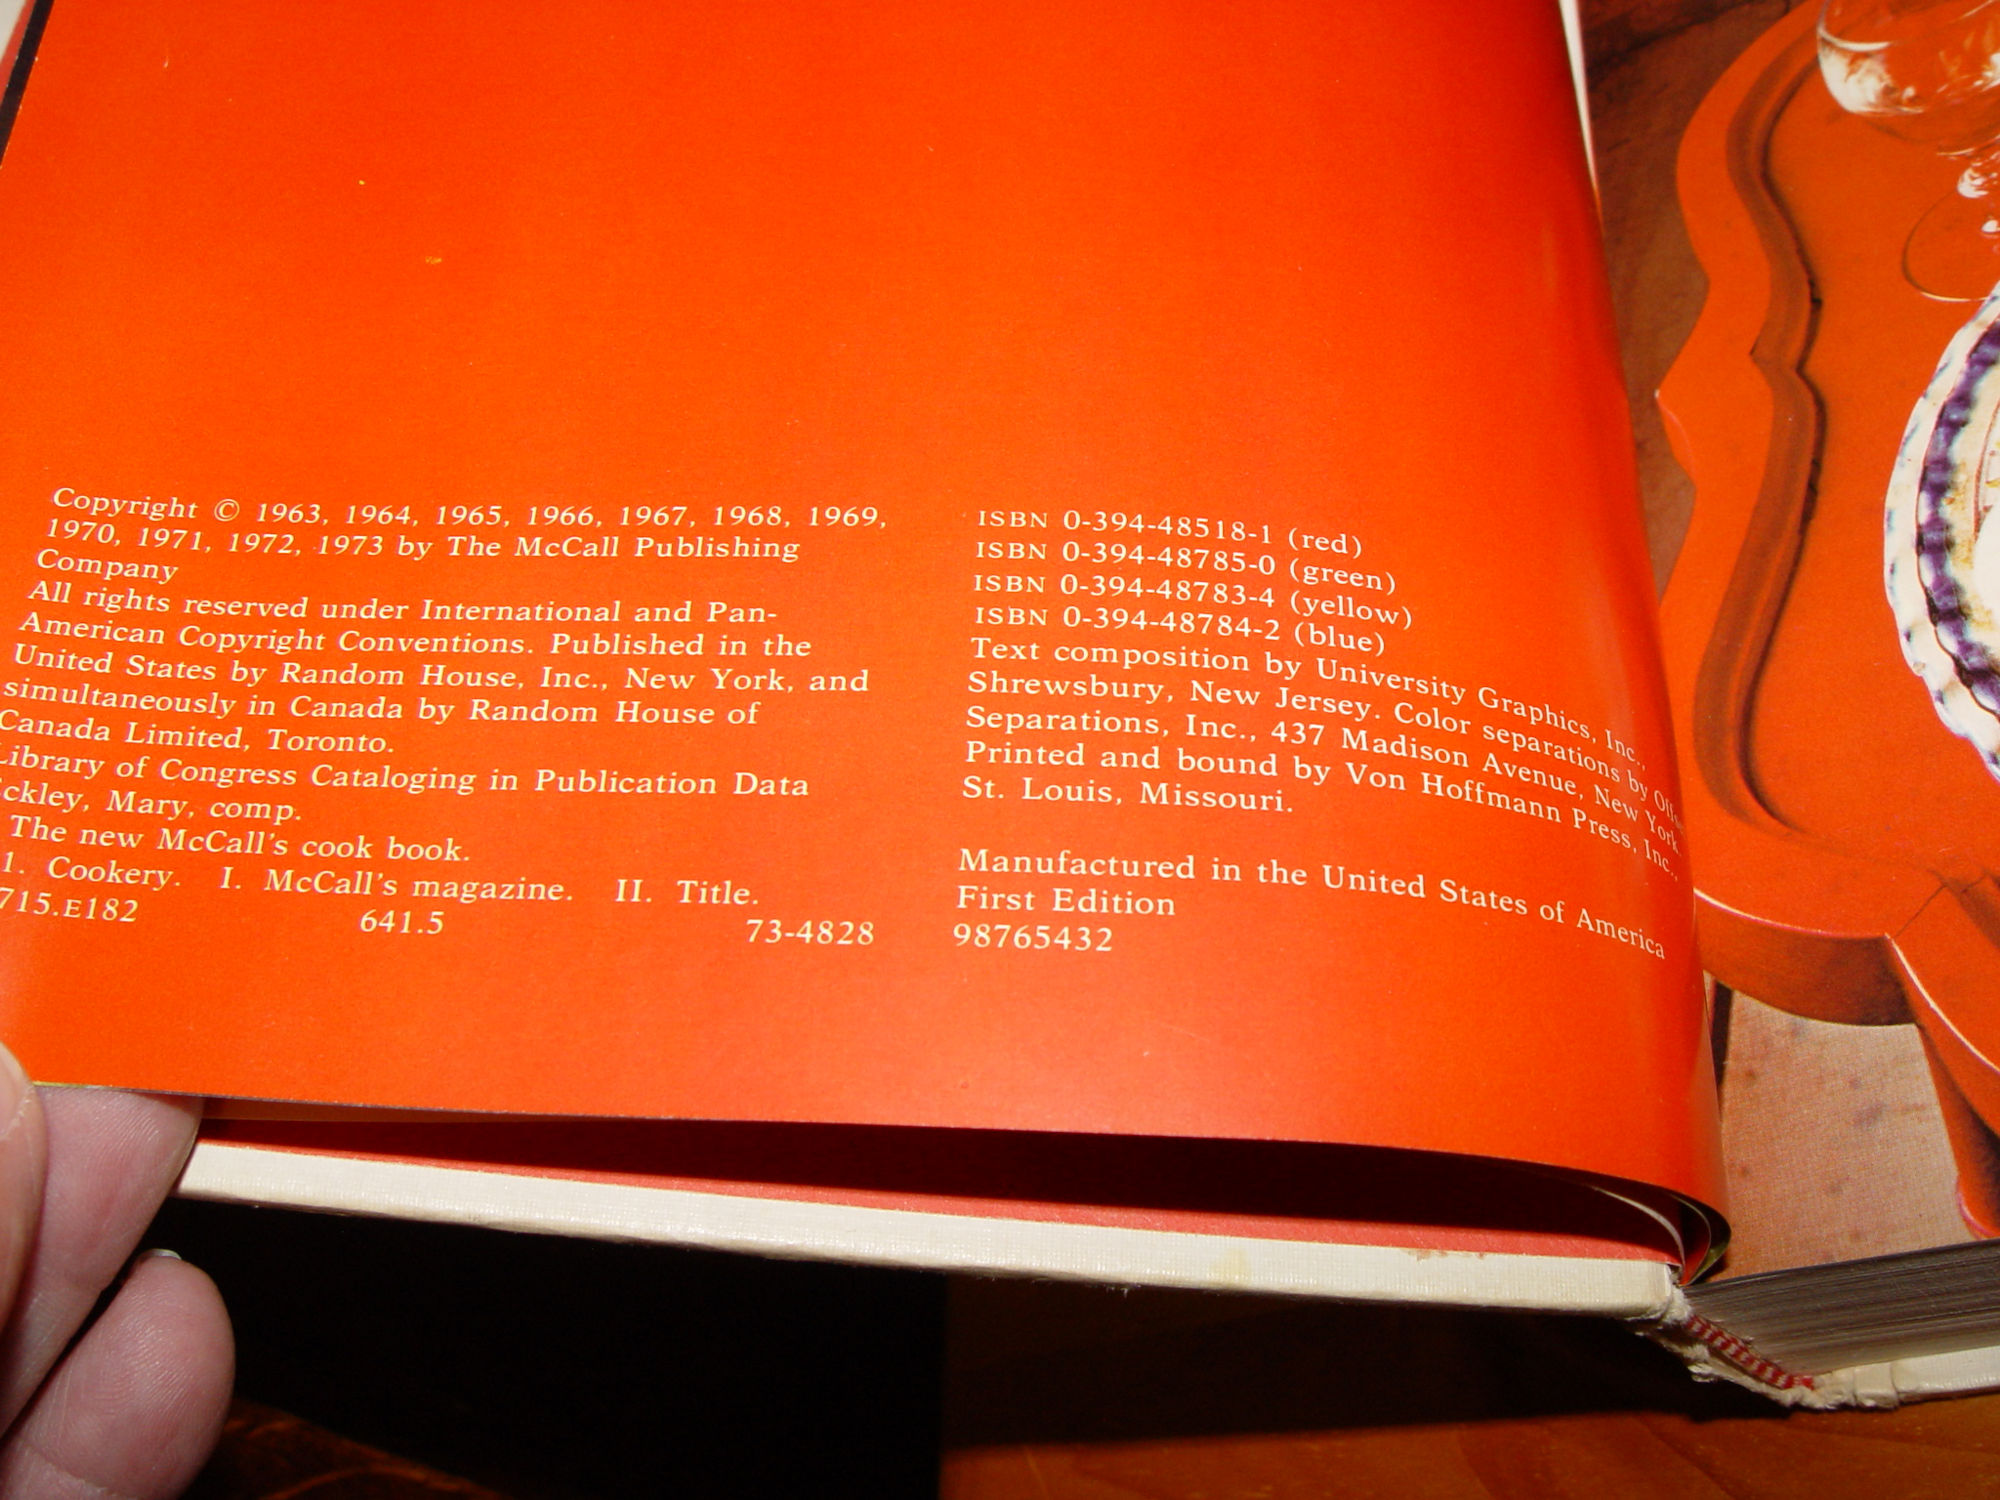 Copyright © 1963, 1964, 1965, 1966, 1967, 1968, 1969,
1970, 1971, 1972, 1973 by The McCall Publishing
Company
All rights reserved under International and Pan-
American Copyright Conventions. Published in the
United States by Random House, Inc., New York, and
simultaneously in Canada by Random House of
Canada Limited, Toronto.
Library of Congress Cataloging in Publication Data
ckley, Mary, comp.
The new McCall's cook book.
1. Cookery. I. McCall's magazine. II. Title.
715.E182 641.5 73-4828
ISBN 0-394-48518-1 (red)
ISBN 0-394-48785-0 (green)
ISBN 0-394-48783-4 (yellow)
ISBN 0-394-48784-2 (blue)
Text composition by University Graphics, Inc.,
Shrewsbury, New Jersey. Color separations by Offset
Separations, Inc., 437 Madison Avenue, New York.
Printed and bound by Von Hoffmann Press, Inc.,
St. Louis, Missouri.
Manufactured in the United States of America
First Edition
98765432